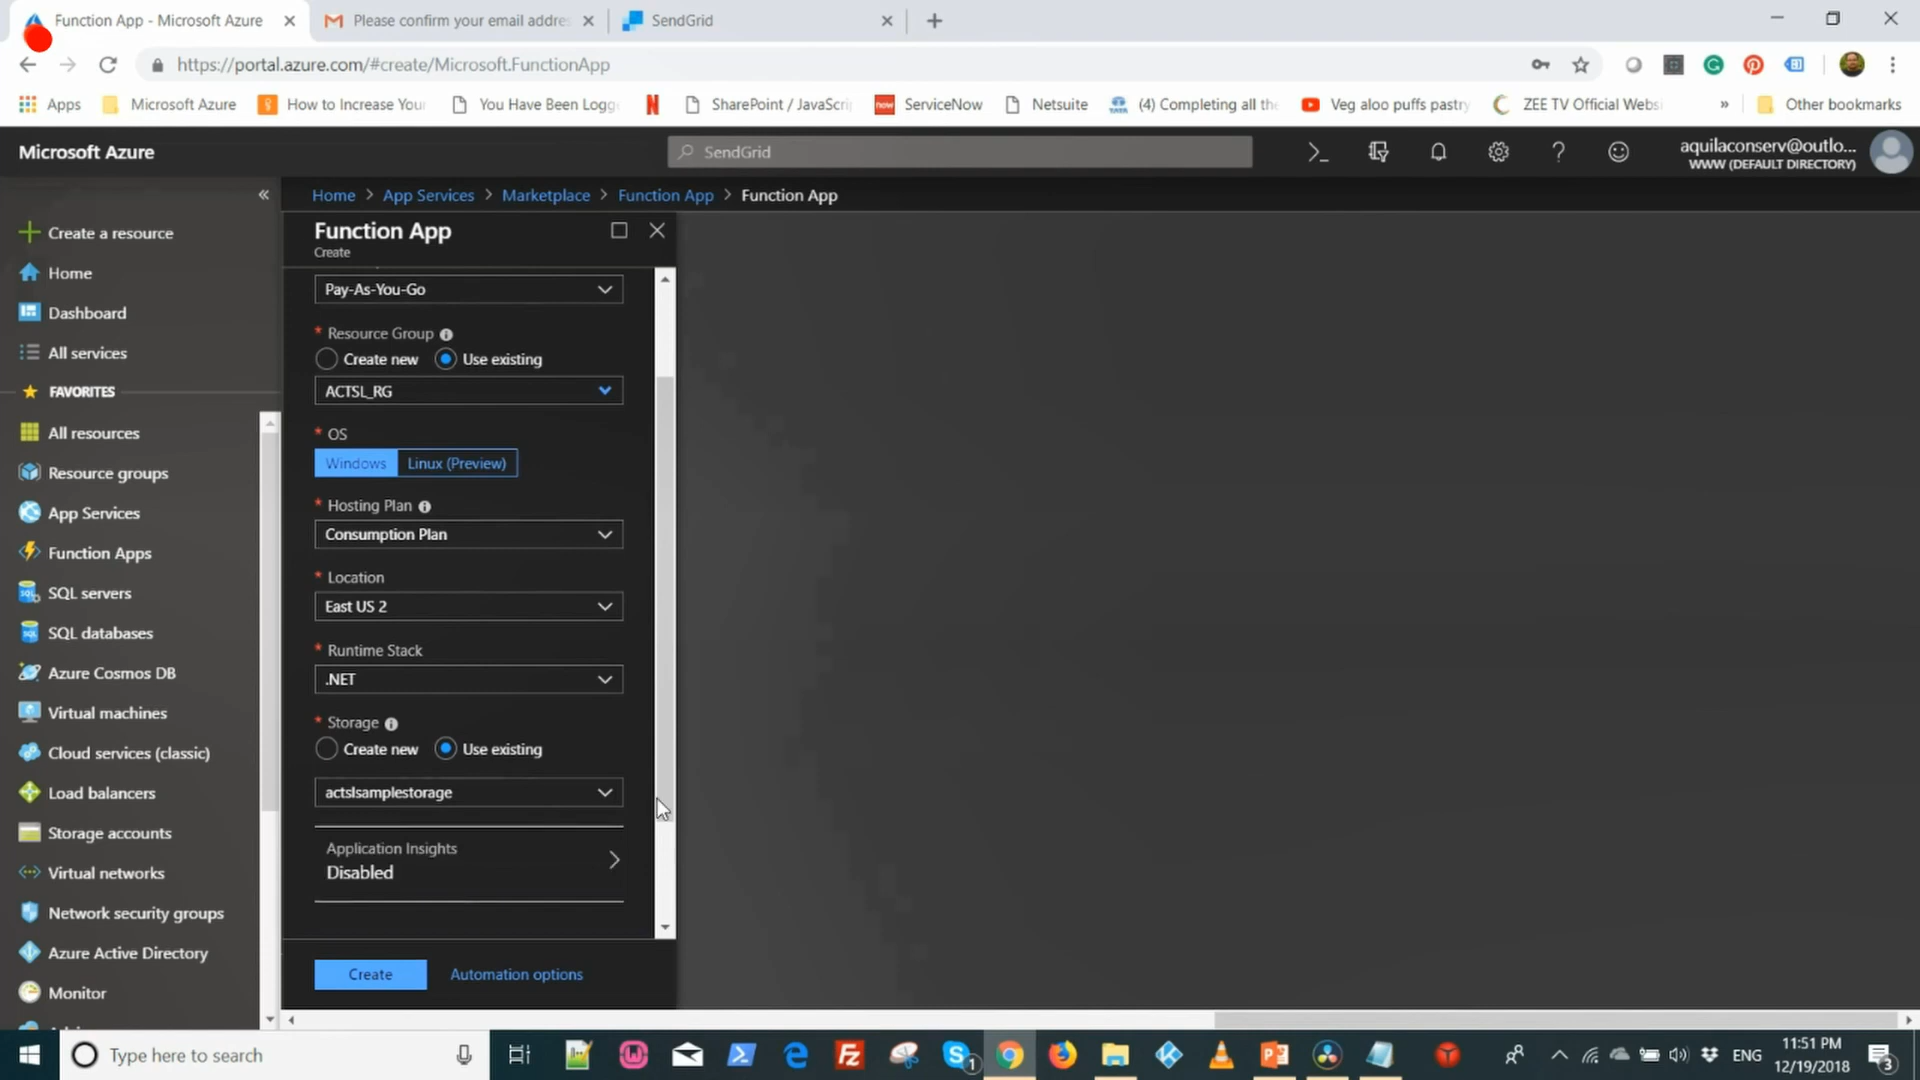 Function App - Microsoft Azure
Please confirm your email addre
SendGrid
https://portal.azure.com/#create/Microsoft.FunctionApp
Apps
Microsoft Azure
How to Increase You
You Have Been Logg
SharePoint / JavaScri
now
ServiceNow
Netsuite
(4) Completing all th
Veg aloo puffs pastry
ZEE TV Official Webs
»
Other bookmarks
Microsoft Azure
SendGrid
aquilaconserv@outlo...
WWW (DEFAULT DIRECTORY)
Home > App Services > Marketplace > Function App > Function App
Create a resource
Home
Dashboard
All services
FAVORITES
All resources
Resource groups
App Services
Function Apps
SQL servers
SQL databases
Azure Cosmos DB
Virtual machines
Cloud services (classic)
Load balancers
Storage accounts
Virtual networks
Network security groups
Azure Active Directory
Monitor
Function App
Create
Pay-As-You-Go
* Resource Group
Create new Use existing
ACTSL_RG
* OS
Windows Linux (Preview)
* Hosting Plan
Consumption Plan
* Location
East US 2
* Runtime Stack
.NET
* Storage
Create new Use existing
actslsamplestorage
Application Insights
Disabled
Create Automation options
Type here to search
ENG
11:51 PM
12/19/2018